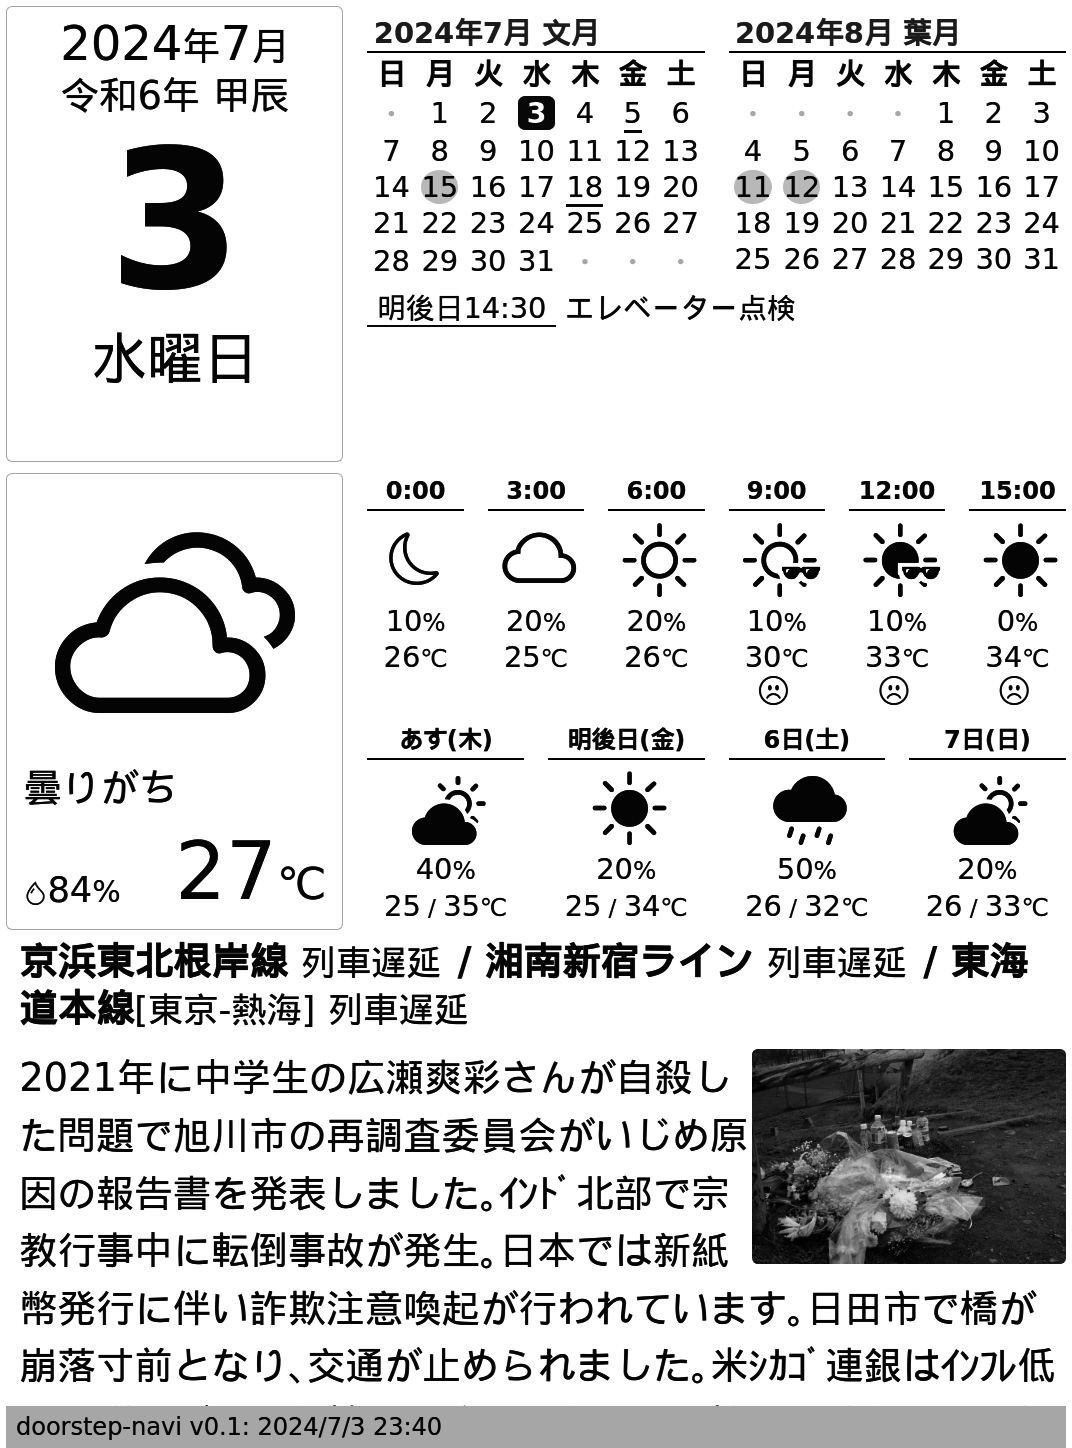 2024年7月
令和6年 甲辰
3
水曜日
2024年7月 文月
日 月 火 水 木 金 土
・ 1 2 3 4 5 6
7 8 9 10 11 12 13
14 15 16 17 18 19 20
21 22 23 24 25 26 27
28 29 30 31 ・ ・ ・
2024年8月 葉月
日 月 火 水 木 金 土
・ ・ ・ ・ 1 2 3
4 5 6 7 8 9 10
11 12 13 14 15 16 17
18 19 20 21 22 23 24
25 26 27 28 29 30 31
明後日14:30 エレベーター点検
曇りがち
84% 27℃
0:00 3:00 6:00 9:00 12:00 15:00
10% 20% 20% 10% 10% 0%
26℃ 25℃ 26℃ 30℃ 33℃ 34℃
あす(木) 明後日(金) 6日(土) 7日(日)
40% 20% 50% 20%
25 / 35℃ 25 / 34℃ 26 / 32℃ 26 / 33℃
京浜東北根岸線 列車遅延 / 湘南新宿ライン 列車遅延 / 東海
道本線[東京-熱海] 列車遅延
2021年に中学生の広瀬爽彩さんが自殺し
た問題で旭川市の再調査委員会がいじめ原
因の報告書を発表しました。ｲﾝﾄﾞ北部で宗
教行事中に転倒事故が発生。日本では新紙
幣発行に伴い詐欺注意喚起が行われています。日田市で橋が
崩落寸前となり、交通が止められました。米ｼｶｺﾞ連銀はｲﾝﾌﾚ低
doorstep-navi v0.1: 2024/7/3 23:40